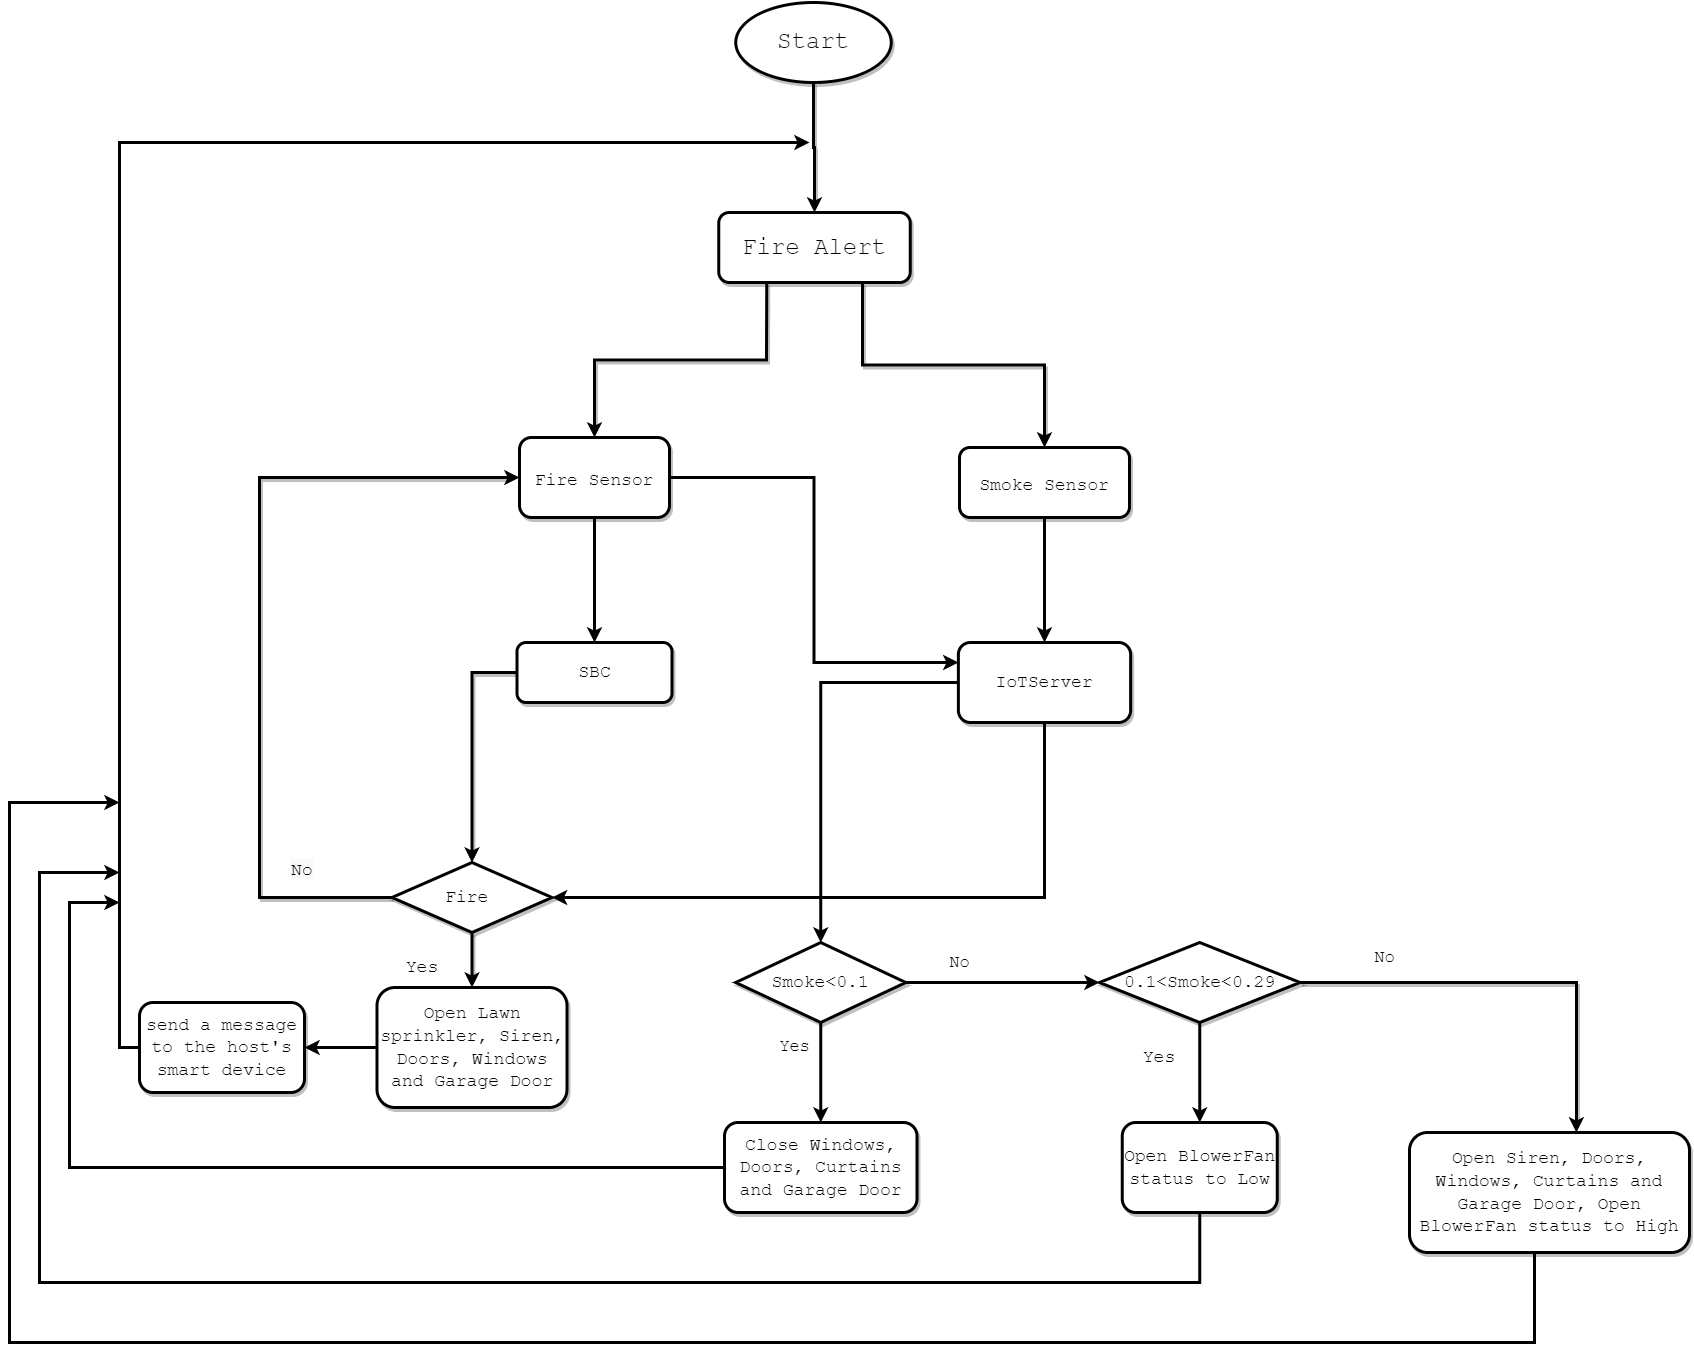 Start
Fire Alert
Fire Sensor
Smoke Sensor
SBC
IoTServer
No
Fire
Yes
Open Lawn
sprinkler, Siren,
Doors, Windows
and Garage Door
send a message
to the host's
smart device
Smoke<0.1
No
0.1<Smoke<0.29
No
Yes
Yes
Close Windows,
Doors, Curtains
and Garage Door
Open BlowerFan
status to Low
Open Siren, Doors,
Windows, Curtains and
Garage Door, Open
BlowerFan status to High